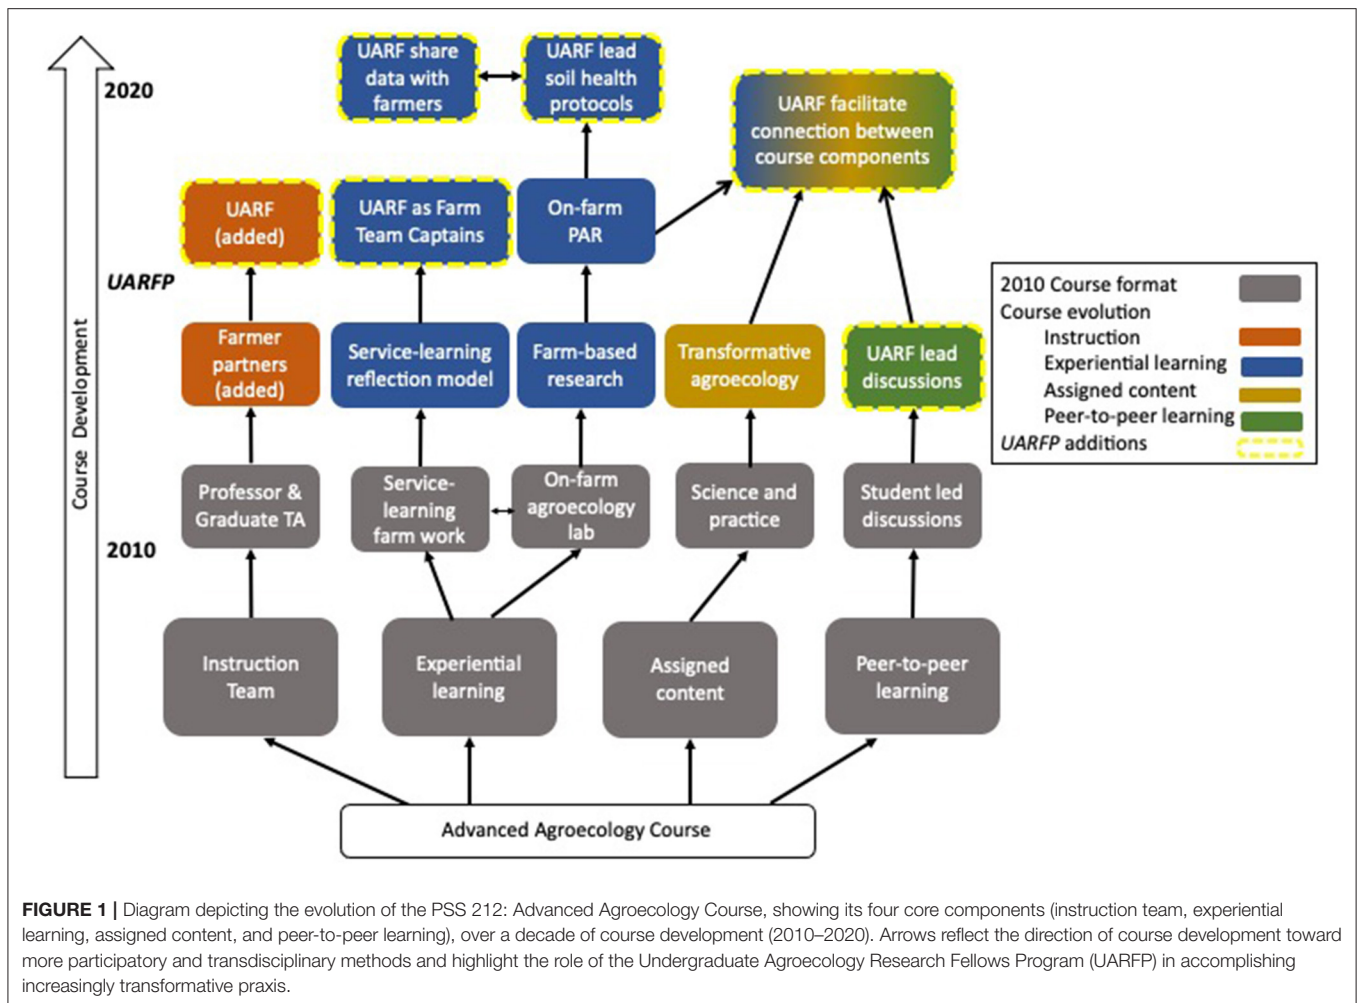 2020
UARF share
data with
farmers
UARF lead
soil health
protocols
UARF facilitate
connection between
course components
UARF
(added)
UARF as Farm
Team Captains
On-farm
PAR
UARFP
Course Development
Farmer
partners
(added)
Service-learning
reflection model
Farm-based
research
Transformative
agroecology
UARF lead
discussions
2010 Course format
Course evolution
Instruction
Experiential learning
Assigned content
Peer-to-peer learning
UARFP additions
Professor &
Graduate TA
Service-
learning
farm work
On-farm
agroecology
lab
Science and
practice
Student led
discussions
2010
Instruction
Team
Experiential
learning
Assigned
content
Peer-to-peer
learning
Advanced Agroecology Course
FIGURE 1 | Diagram depicting the evolution of the PSS 212: Advanced Agroecology Course, showing its four core components (instruction team, experiential
learning, assigned content, and peer-to-peer learning), over a decade of course development (2010–2020). Arrows reflect the direction of course development toward
more participatory and transdisciplinary methods and highlight the role of the Undergraduate Agroecology Research Fellows Program (UARFP) in accomplishing
increasingly transformative praxis.